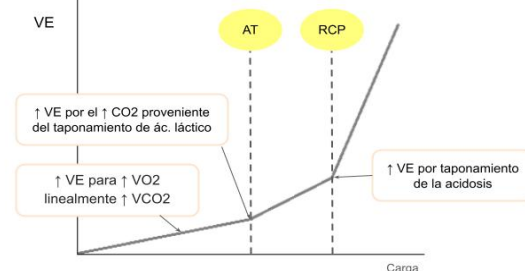 VE
AT
RCP
↑ VE por el ↑ CO2 proveniente
del taponamiento de ác. láctico
↑ VE para ↑ VO2
linealmente ↑ VCO2
↑ VE por taponamiento
de la acidosis
Carga